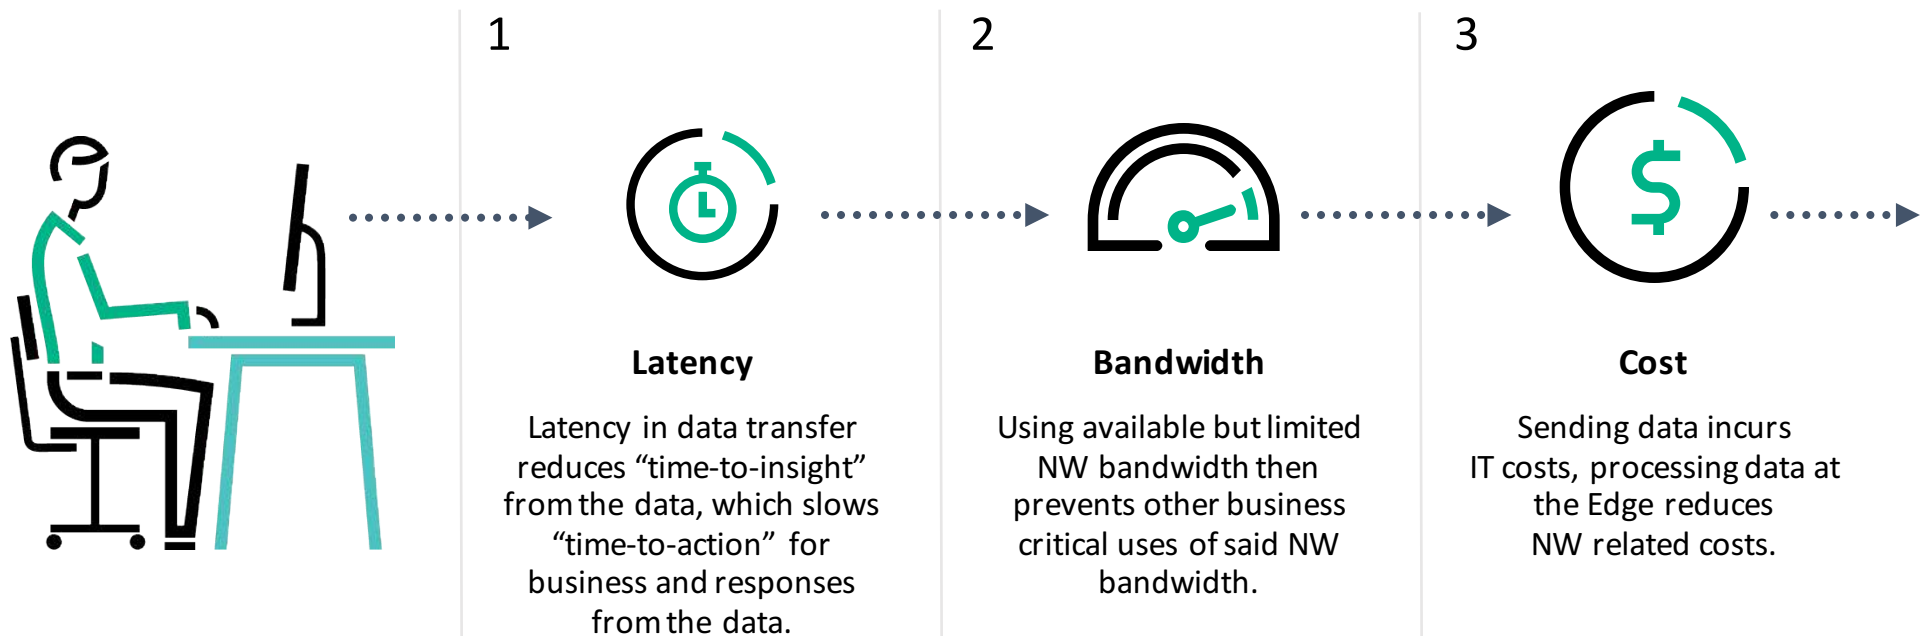 1
Latency
Latency in data transfer
reduces “time-to-insight”
from the data, which slows
“time-to-action” for
business and responses
from the data.
2
Bandwidth
Using available but limited
NW bandwidth then
prevents other business
critical uses of said NW
bandwidth.
3
Cost
Sending data incurs
IT costs, processing data at
the Edge reduces
NW related costs.